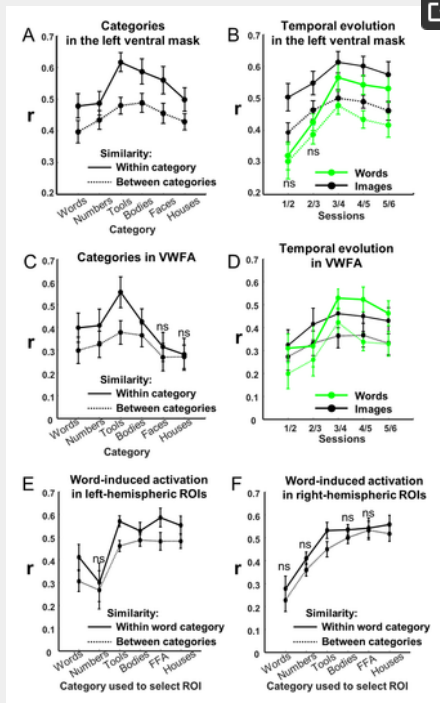 A
Categories
in the left ventral mask
0.7
0.6
0.5
r
0.4
0.3
0.2
Similarity:
Within category
Between categories
Words
Numbers
Tools
Bodies
Faces
Houses
Category
B
Temporal evolution
in the left ventral mask
0.7
0.6
0.5
r
0.4
0.3
0.2
ns
ns
Words
Images
1/2 2/3 3/4 4/5 5/6
Sessions
C
Categories in VWFA
0.7
0.6
0.5
0.4
r
0.3
0.2
0.1
0
ns
ns
Similarity:
Within category
Between categories
Words
Numbers
Tools
Bodies
Faces
Houses
Category
D
Temporal evolution
in VWFA
0.7
0.6
0.5
0.4
r
0.3
0.2
0.1
0
Words
Images
1/2 2/3 3/4 4/5 5/6
Sessions
E
Word-induced activation
in left-hemispheric ROIs
0.7
0.6
0.5
0.4
r
0.3
0.2
0.1
0
ns
Similarity:
Within word category
Between categories
Words
Numbers
Tools
Bodies
FFA
Houses
Category used to select ROI
F
Word-induced activation
in right-hemispheric ROIs
0.7
0.6
0.5
0.4
r
0.3
0.2
0.1
0
ns
ns
ns
ns
Similarity:
Within word category
Between categories
Words
Numbers
Tools
Bodies
FFA
Houses
Category used to select ROI